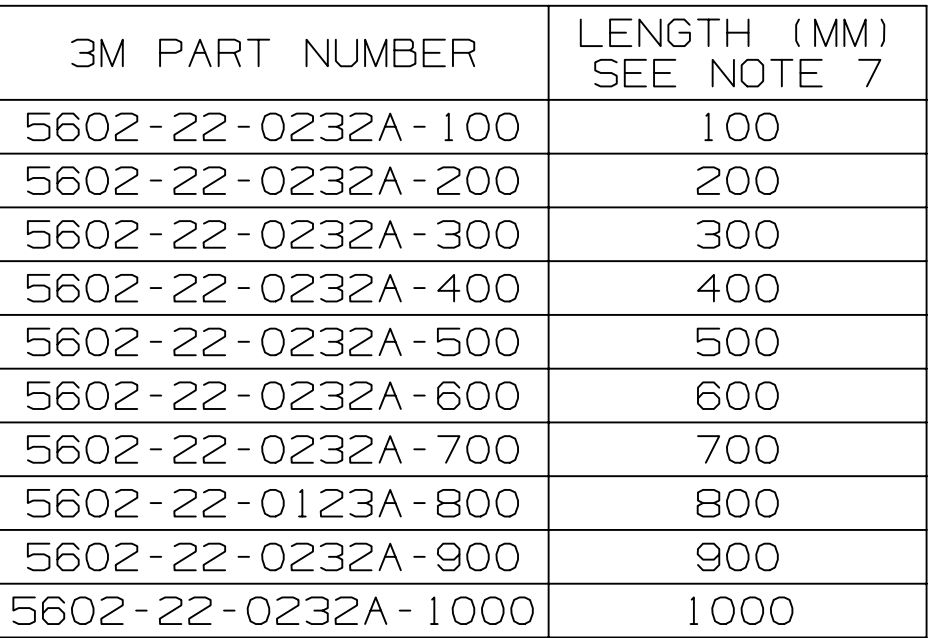 3M PART NUMBER
LENGTH (MM)
SEE NOTE 7
5602-22-0232A-100 100
5602-22-0232A-200 200
5602-22-0232A-300 300
5602-22-0232A-400 400
5602-22-0232A-500 500
5602-22-0232A-600 600
5602-22-0232A-700 700
5602-22-0123A-800 800
5602-22-0232A-900 900
5602-22-0232A-1000 1000